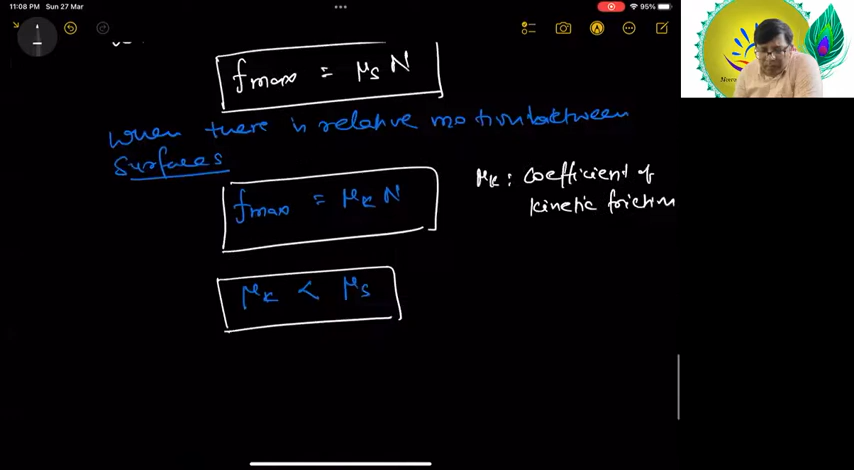 11:08 PM Sun 27 Mar
95%
fmax = μs N
when there is relative motion between
surfaces
fmax = μk N
μk : coefficient of
kinetic friction
μk < μs